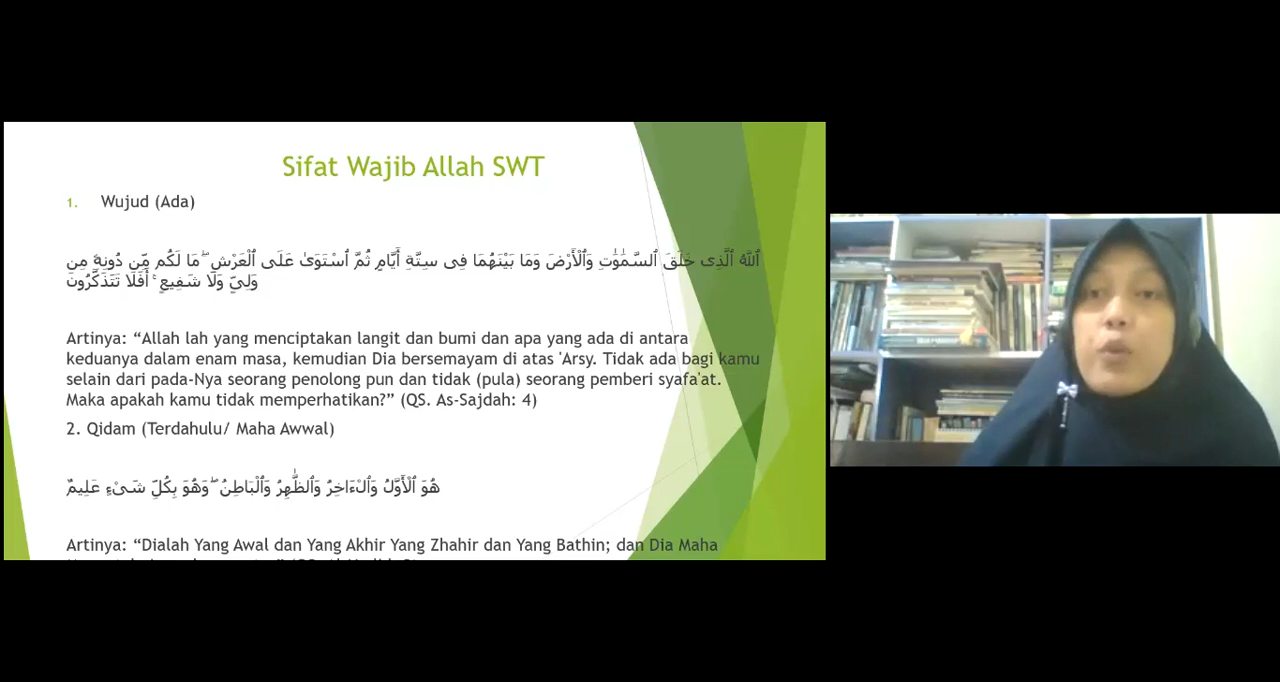 Sifat Wajib Allah SWT
1. Wujud (Ada)
ٱللَّهُ ٱلَّذِى خَلَقَ ٱلسَّمَٰوَٰتِ وَٱلْأَرْضَ وَمَا بَيْنَهُمَا فِى سِتَّةِ أَيَّامٍ ثُمَّ ٱسْتَوَىٰ عَلَى ٱلْعَرْشِ ۖ مَا لَكُم مِّن دُونِهِۦ مِن
وَلِىٍّ وَلَا شَفِيعٍ ۚ أَفَلَا تَتَذَكَّرُونَ
Artinya: “Allah lah yang menciptakan langit dan bumi dan apa yang ada di antara
keduanya dalam enam masa, kemudian Dia bersemayam di atas 'Arsy. Tidak ada bagi kamu
selain dari pada-Nya seorang penolong pun dan tidak (pula) seorang pemberi syafa'at.
Maka apakah kamu tidak memperhatikan?” (QS. As-Sajdah: 4)
2. Qidam (Terdahulu/ Maha Awwal)
هُوَ ٱلْأَوَّلُ وَٱلْءَاخِرُ وَٱلظَّٰهِرُ وَٱلْبَاطِنُ ۖ وَهُوَ بِكُلِّ شَىْءٍ عَلِيمٌ
Artinya: “Dialah Yang Awal dan Yang Akhir Yang Zhahir dan Yang Bathin; dan Dia Maha